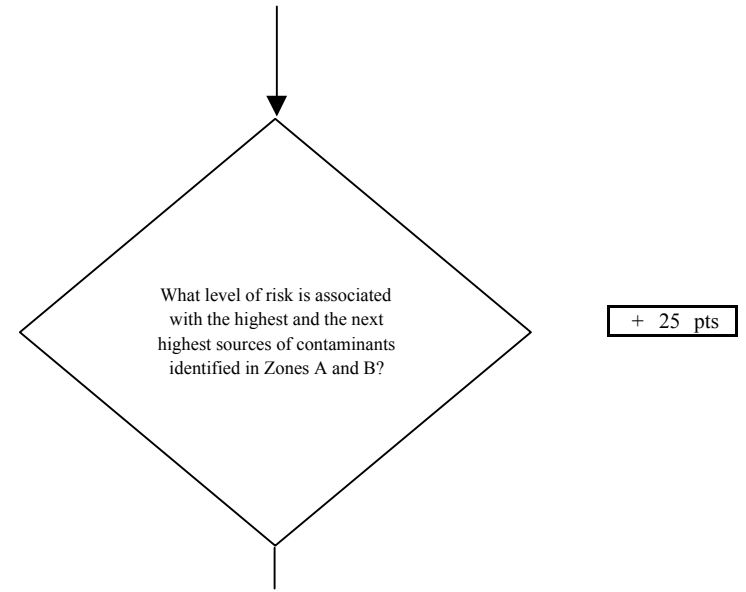 What level of risk is associated
with the highest and the next
highest sources of contaminants
identified in Zones A and B?
+ 25 pts